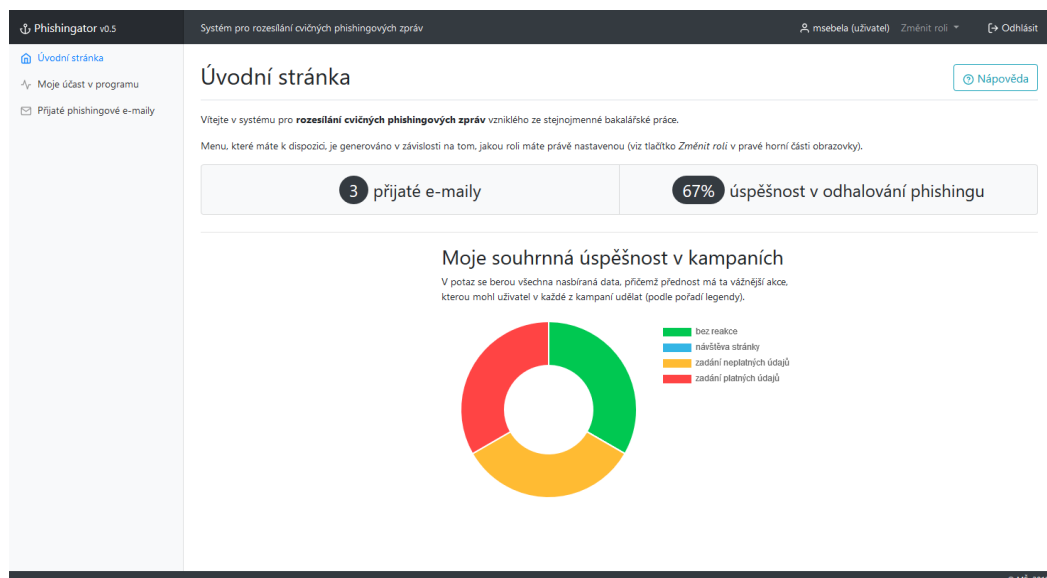 Phishingator v0.5
Systém pro rozesílání cvičných phishingových zpráv
msebela (uživatel) Změnit roli
Odhlásit
Úvodní stránka
Moje účast v programu
Přijaté phishingové e-maily
Úvodní stránka
Nápověda
Vítejte v systému pro rozesílání cvičných phishingových zpráv vzniklého ze stejnojmenné bakalářské práce.
Menu, které máte k dispozici, je generováno v závislosti na tom, jakou roli máte právě nastavenou (viz tlačítko Změnit roli v pravé horní části obrazovky).
3 přijaté e-maily
67% úspěšnost v odhalování phishingu
Moje souhrnná úspěšnost v kampaních
V potaz se berou všechna nasbíraná data, přičemž přednost má ta vážnější akce,
kterou mohl uživatel v každé z kampaní udělat (podle pořadí legendy).
bez reakce
návštěva stránky
zadání neplatných údajů
zadání platných údajů